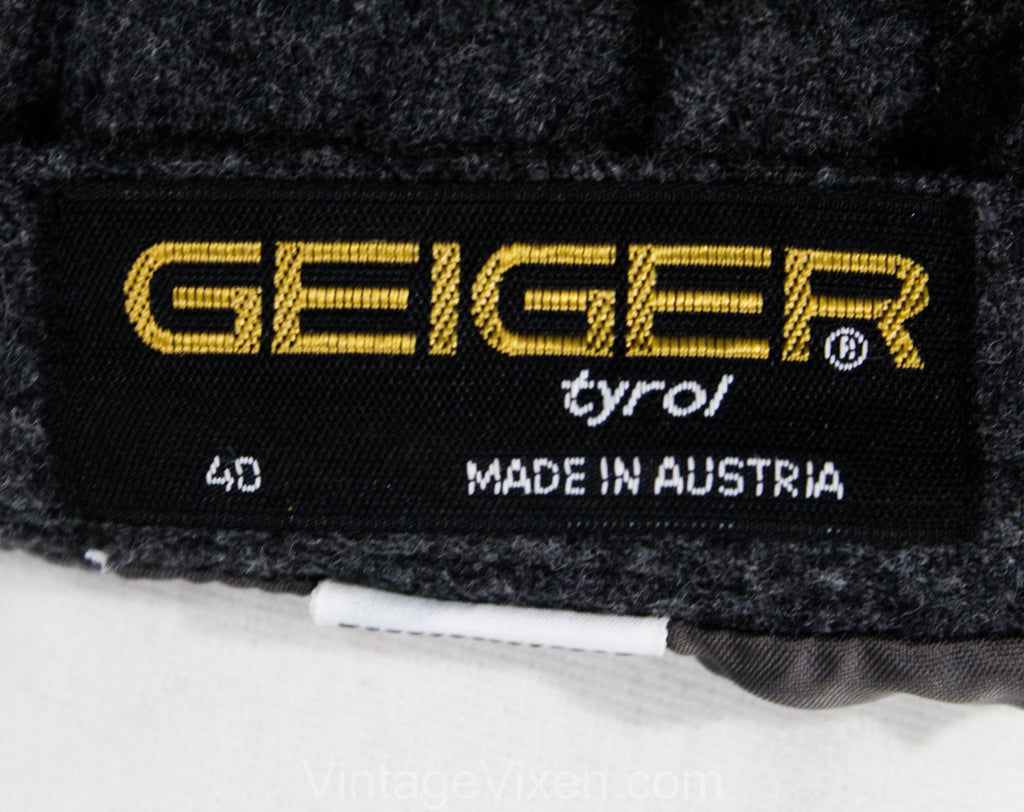 GEIGER®
tyrol
40 MADE IN AUSTRIA
VintageVixen.com